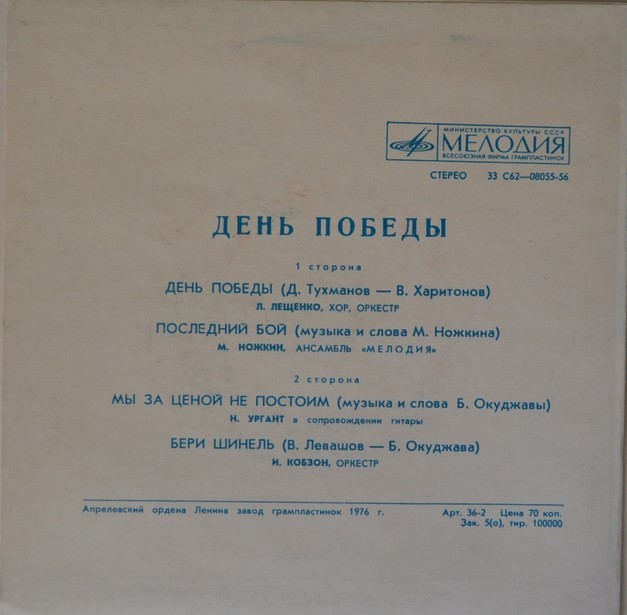 МИНИСТЕРСТВО КУЛЬТУРЫ СССР
МЕЛОДИЯ
ВСЕСОЮЗНАЯ ФИРМА ГРАМПЛАСТИНОК
СТЕРЕО 33 С62—08055-56
ДЕНЬ ПОБЕДЫ
1 сторона
ДЕНЬ ПОБЕДЫ (Д. Тухманов — В. Харитонов)
Л. ЛЕЩЕНКО, ХОР, ОРКЕСТР
ПОСЛЕДНИЙ БОЙ (музыка и слова М. Ножкина)
М. НОЖКИН, АНСАМБЛЬ «МЕЛОДИЯ»
2 сторона
МЫ ЗА ЦЕНОЙ НЕ ПОСТОИМ (музыка и слова Б. Окуджавы)
Н. УРГАНТ в сопровождении гитары
БЕРИ ШИНЕЛЬ (В. Левашов — Б. Окуджава)
И. КОБЗОН, ОРКЕСТР
Апрелевский ордена Ленина завод грампластинок 1976 г. Арт. 36-2 Цена 70 коп.
Зак. 5(о), тир. 100000